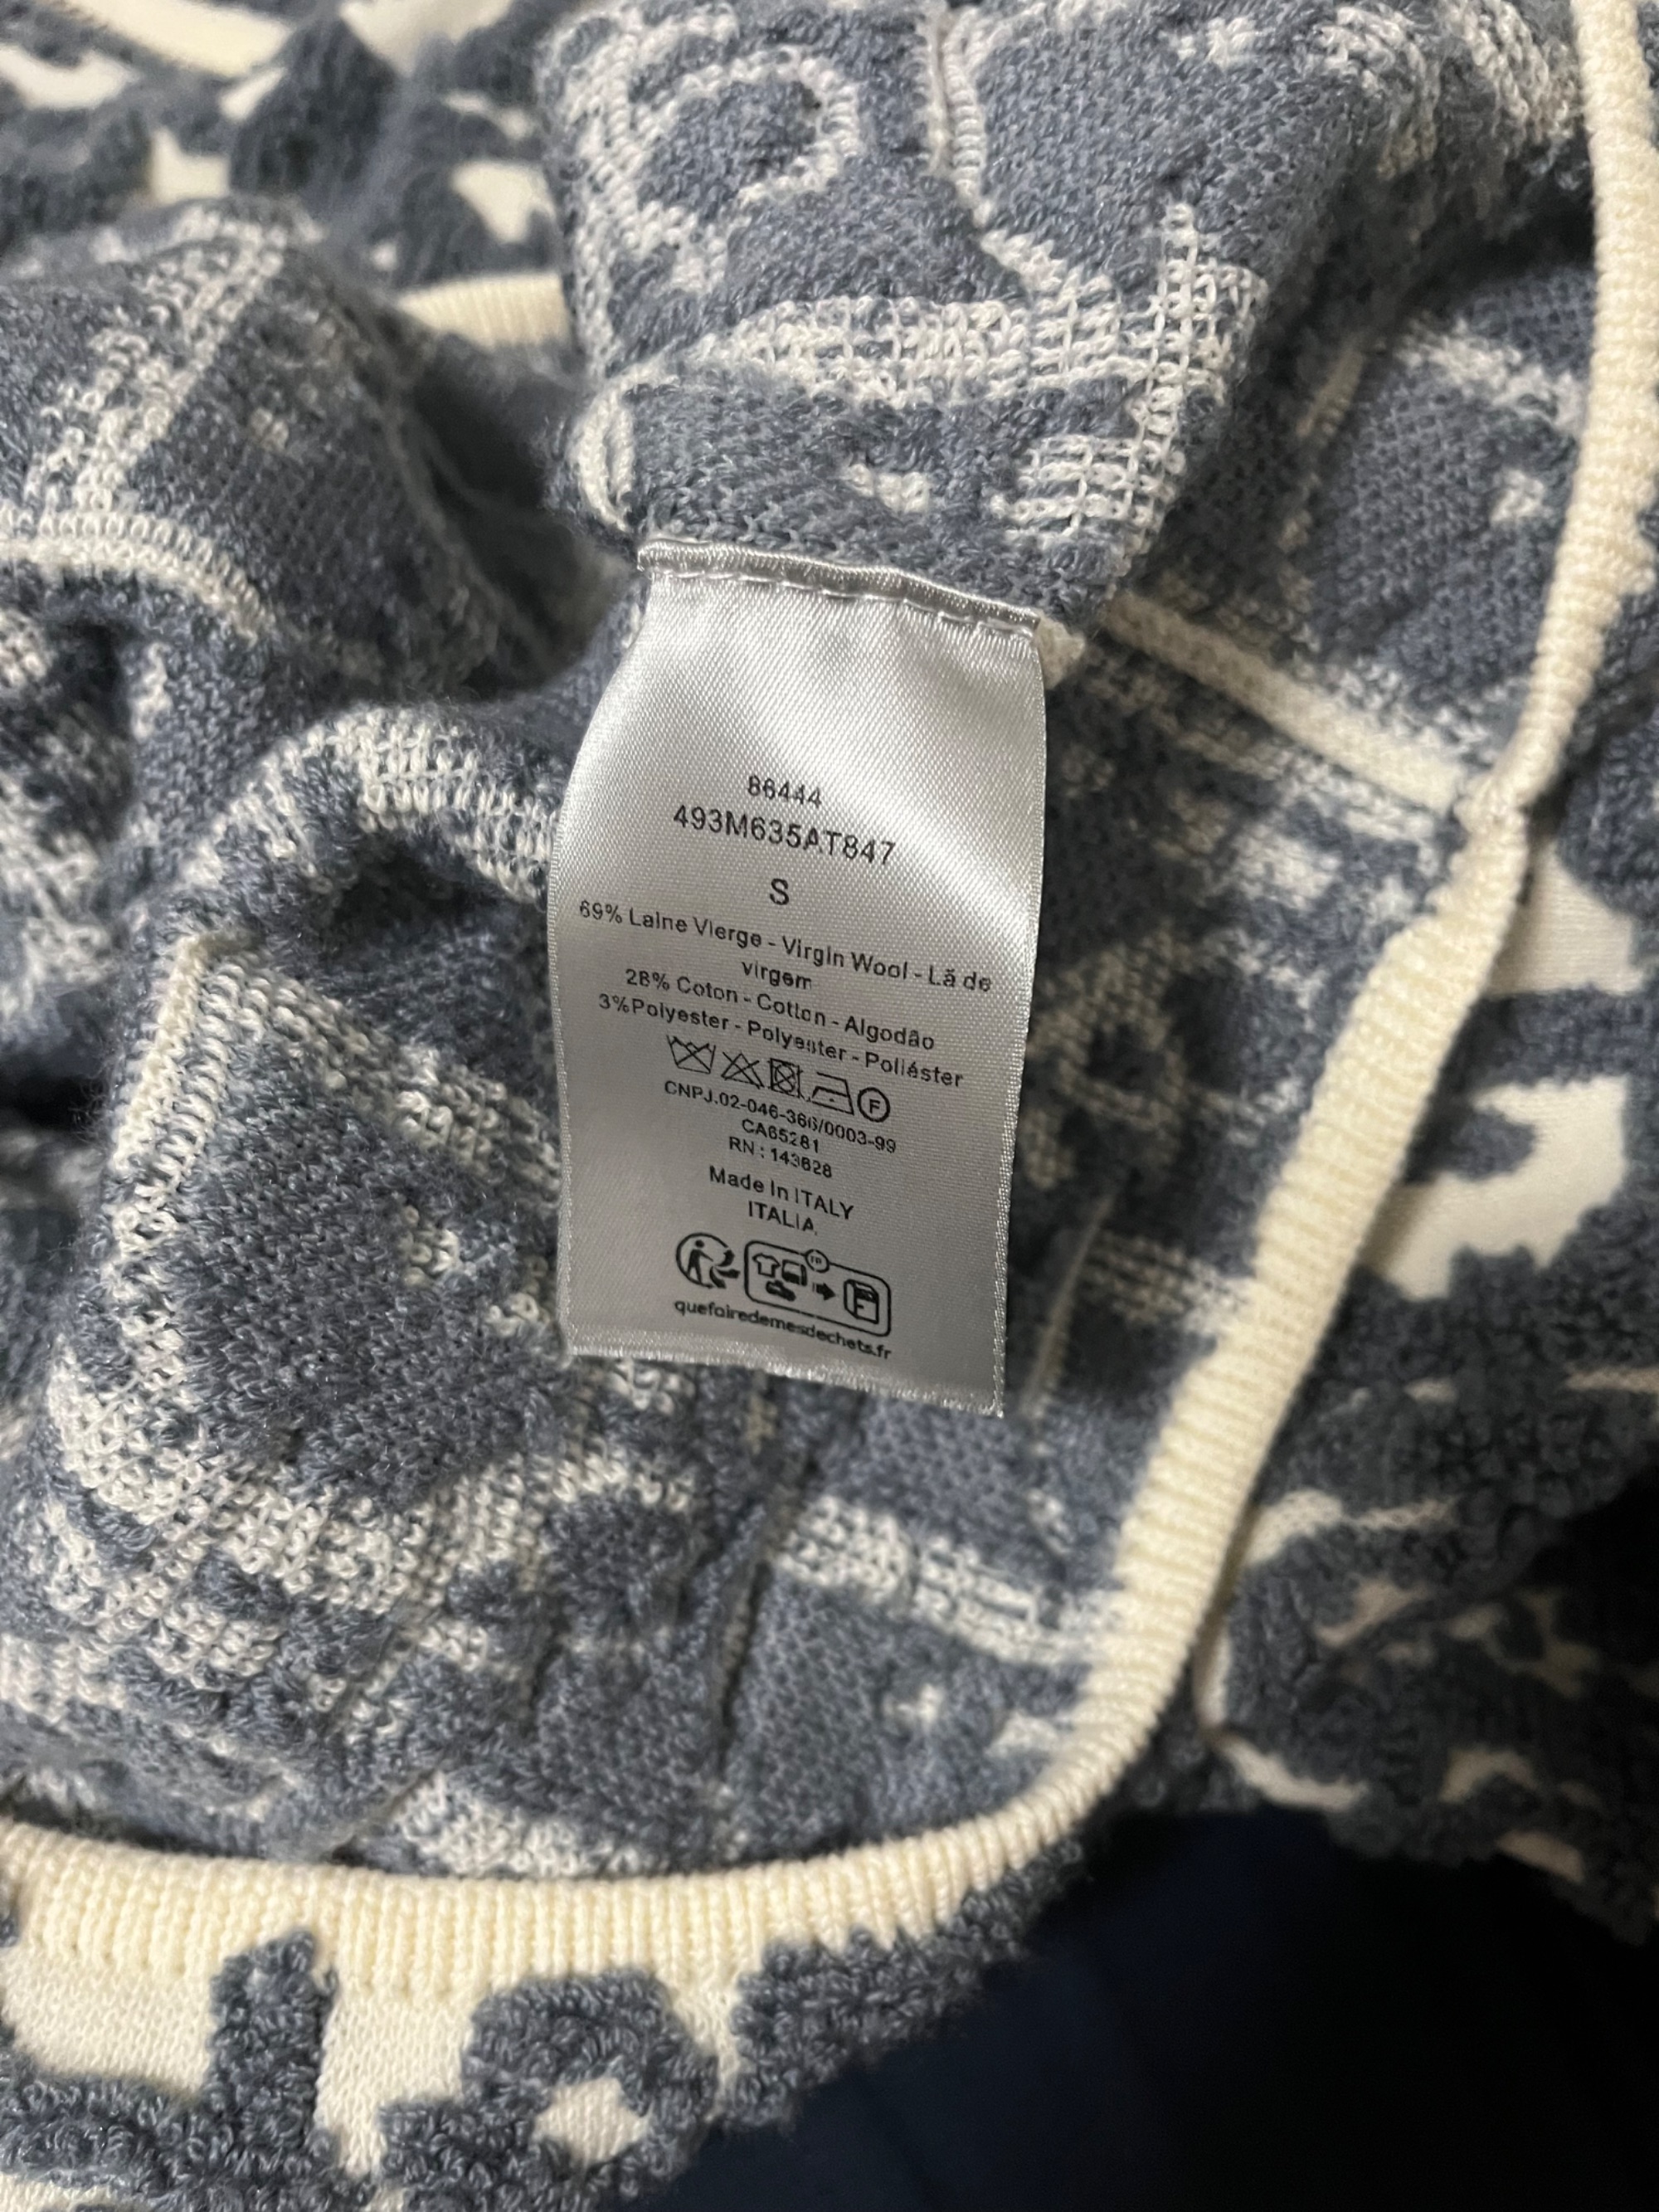 86444
493M635AT847
S
69% Laine Vierge - Virgin Wool - Lã de
virgem
28% Coton - Cotton - Algodão
3%Polyester - Polyester - Poliéster
F
CNPJ.02-046-366/0003-99
CA65281
RN : 143628
Made In ITALY
ITALIA
FR
quefairedemesdechets.fr